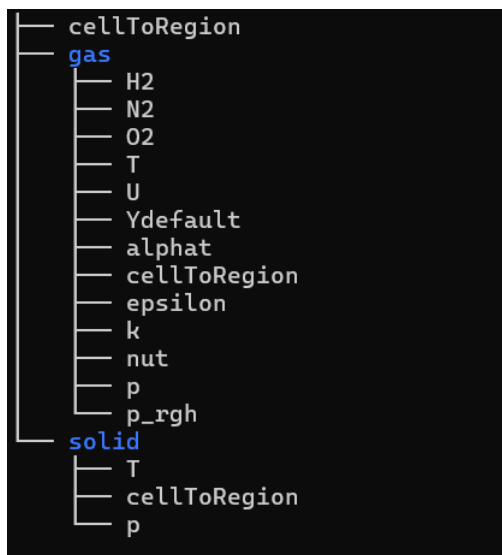 cellToRegion
gas
H2
N2
O2
T
U
Ydefault
alphat
cellToRegion
epsilon
k
nut
p
p_rgh
solid
T
cellToRegion
p